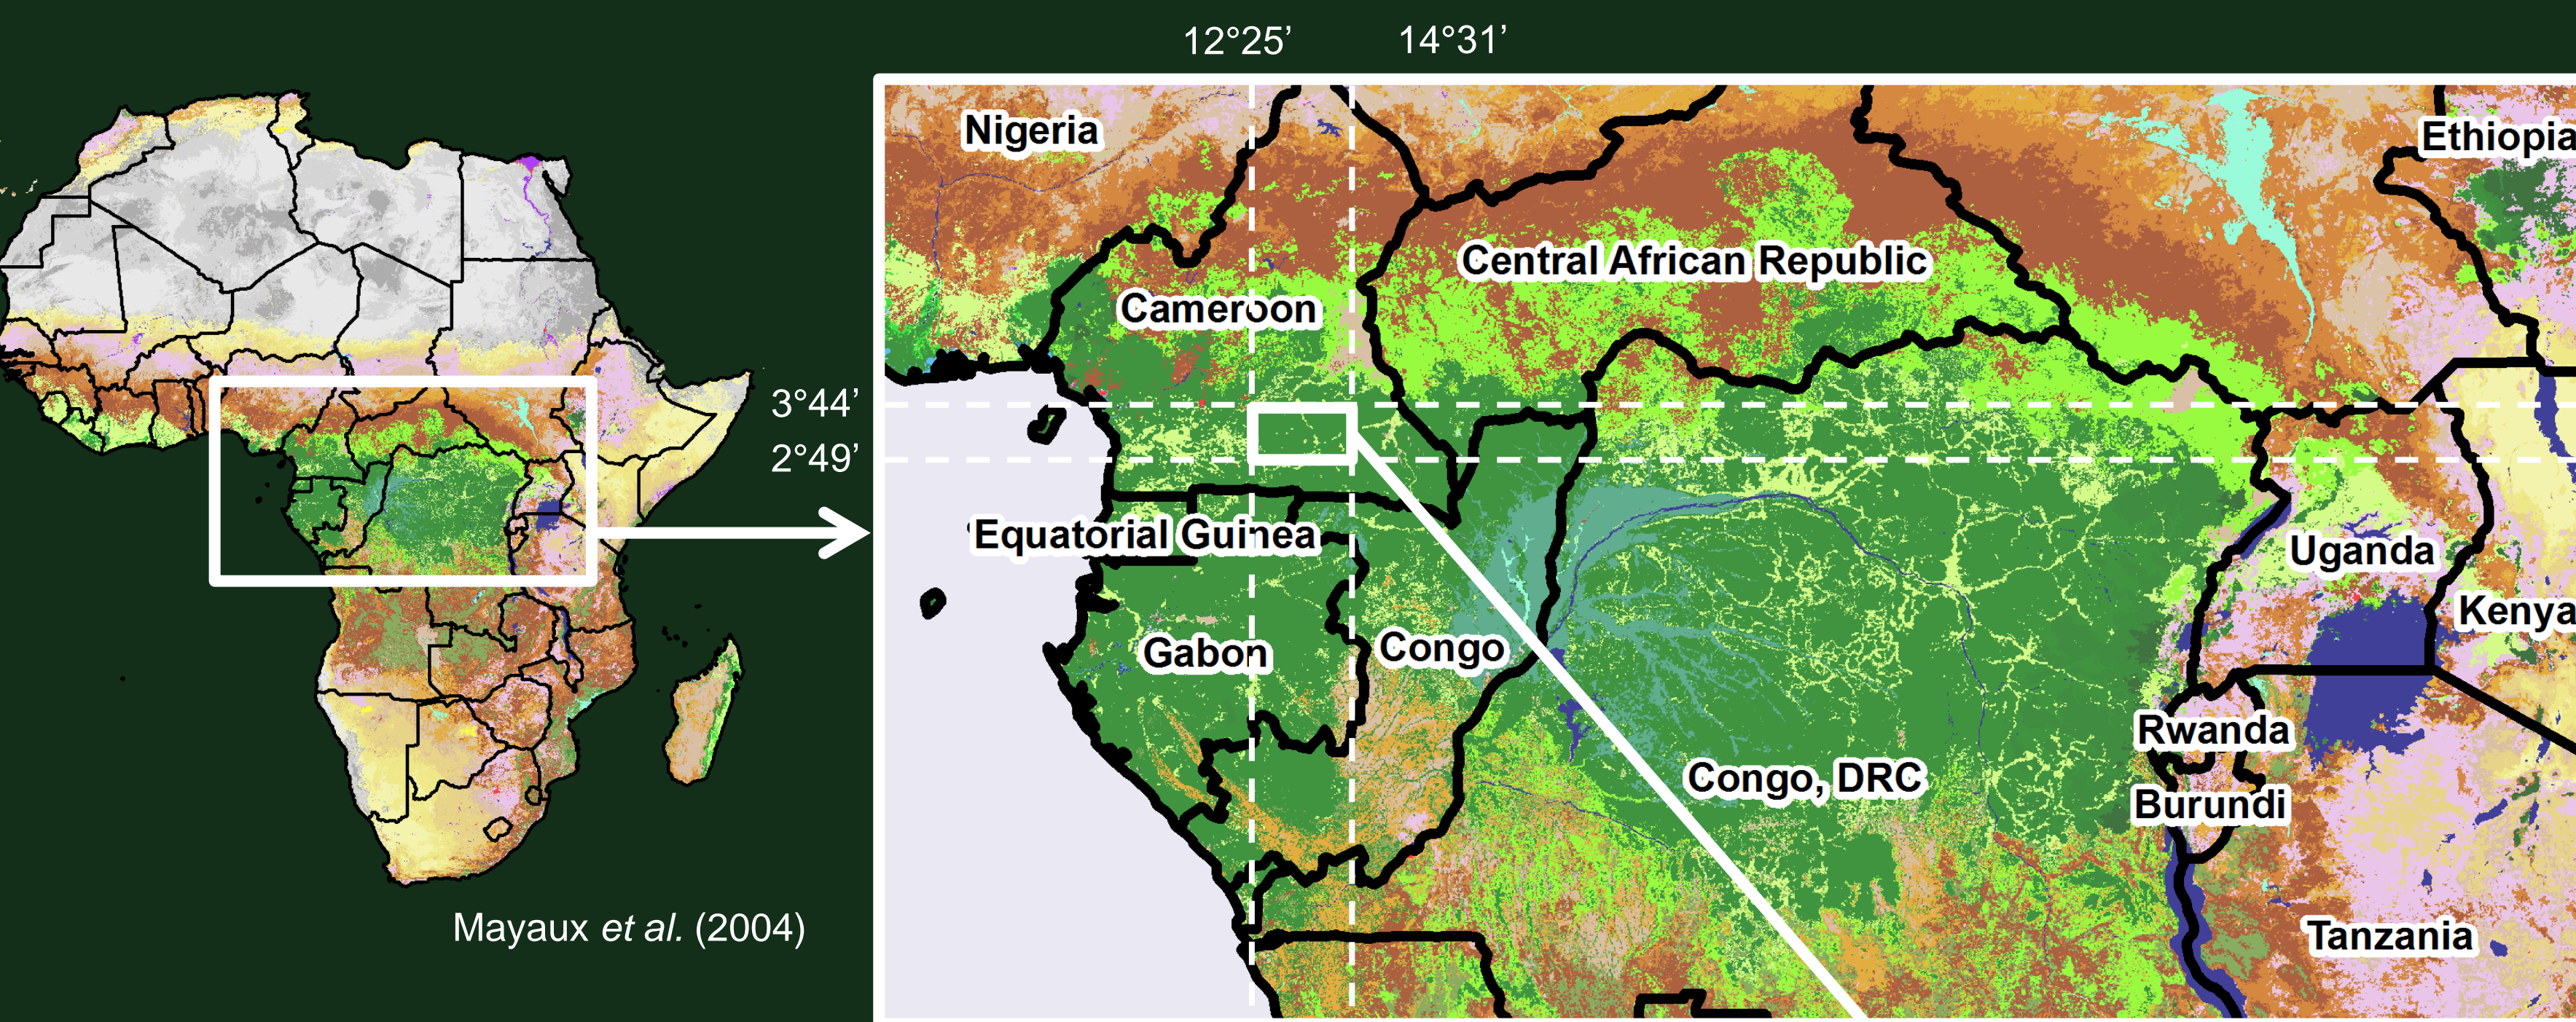 12°25’ 14°31’
Nigeria
Ethiopia
Central African Republic
Cameroon
3°44’
2°49’
Equatorial Guinea
Uganda
Kenya
Gabon
Congo
Rwanda
Congo, DRC
Burundi
Mayaux et al. (2004)
Tanzania